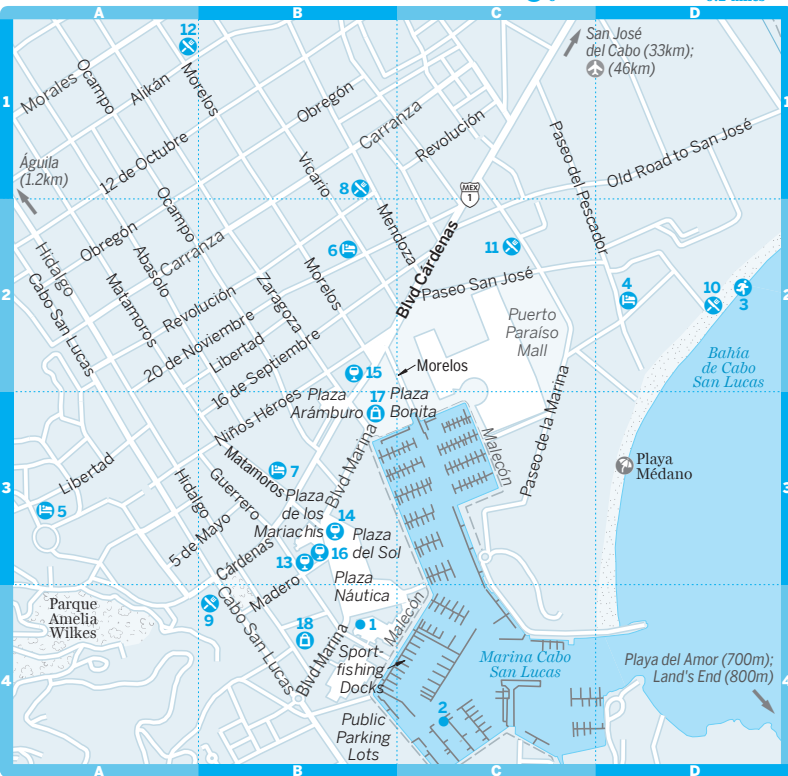 A
B
C
D
1
2
3
4
San José
del Cabo (33km);
(46km)
12
Morales
Ocampo
Alikán
Morelos
Obregón
Carranza
Revolución
Paseo del Pescador
Old Road to San José
12 de Octubre
Águila
(1.2km)
Vicario
8
MEX
1
Mendoza
Ocampo
Obregón
Abasolo
Carranza
6
11
Hidalgo
Cabo San Lucas
Matamoros
Morelos
Blvd Cárdenas
Paseo San José
4
10
3
Revolución
Zaragoza
20 de Noviembre
Libertad
16 de Septiembre
Puerto
Paraíso
Mall
Bahía
de Cabo
San Lucas
Morelos
15
Niños Héroes
Plaza
Arámburo
17
Plaza
Bonita
Paseo de la Marina
Malecón
Blvd Marina
Libertad
Matamoros
7
Playa
Médano
5
Hidalgo
Guerrero
Plaza
de los
Mariachis
14
5 de Mayo
16
Plaza
del Sol
13
Cárdenas
Madero
Plaza
Náutica
Parque
Amelia
Wilkes
9
Cabo San Lucas
18
1
Malecón
Blvd Marina
Sport-
fishing
Docks
Marina Cabo
San Lucas
Playa del Amor (700m);
Land's End (800m)
2
Public
Parking
Lots
A
B
C
D
1
2
3
4